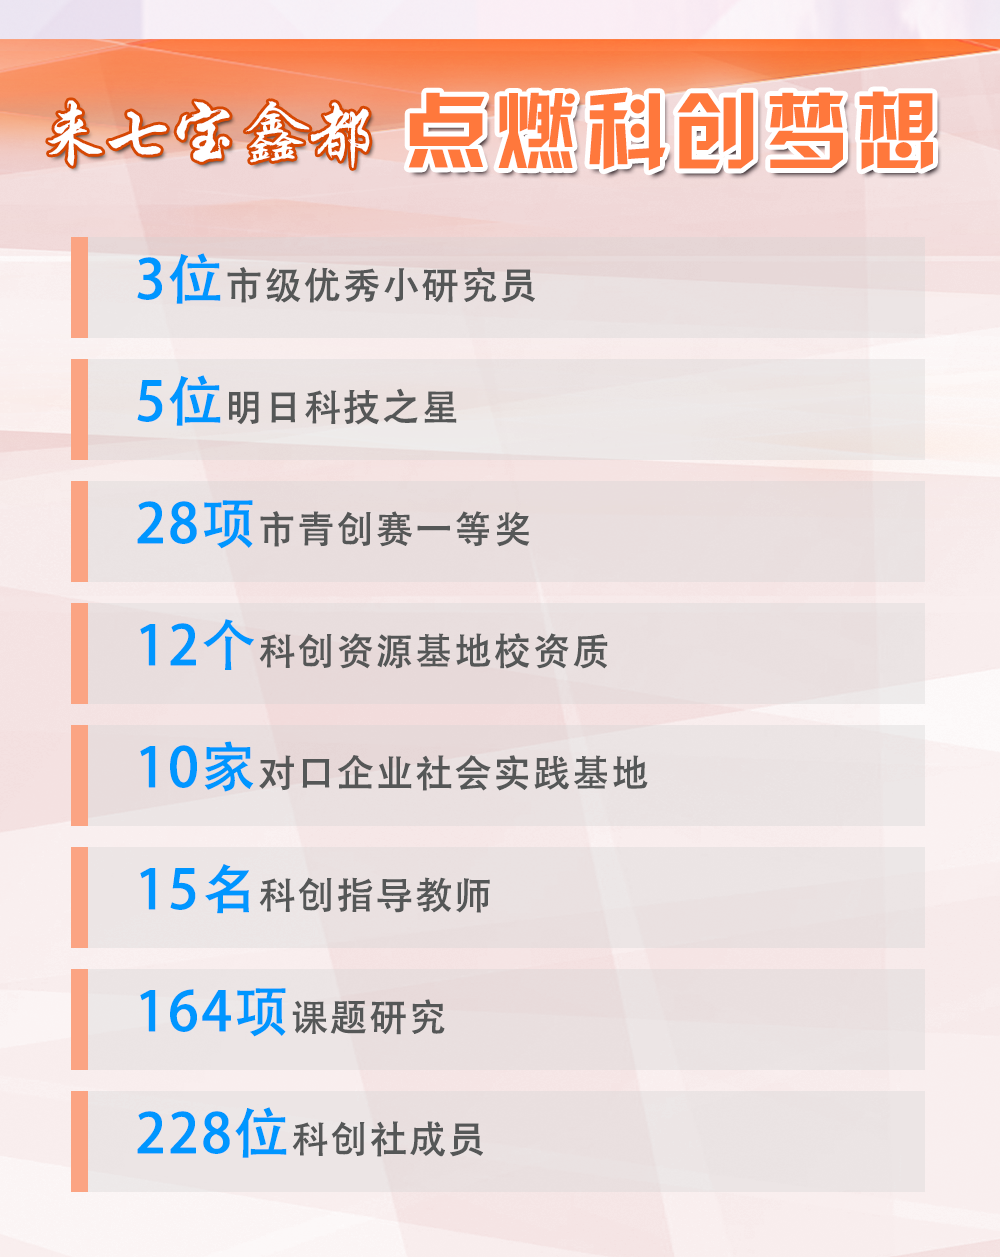 来七宝鑫都 点燃科创梦想
3位市级优秀小研究员
5位明日科技之星
28项市青创赛一等奖
12个科创资源基地校资质
10家对口企业社会实践基地
15名科创指导教师
164项课题研究
228位科创社成员